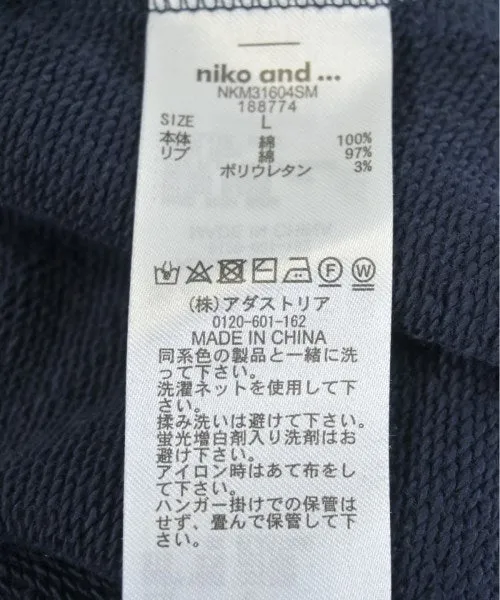 niko and ...
NKM31604SM
188774
SIZE L
本体 綿 100%
リブ 綿 97%
ポリウレタン 3%
F W
(株)アダストリア
0120-601-162
MADE IN CHINA
同系色の製品と一緒に洗
って下さい。
洗濯ネットを使用して下
さい。
揉み洗いは避けて下さい。
蛍光増白剤入り洗剤はお
避け下さい。
アイロン時はあて布をし
て下さい。
ハンガー掛けでの保管は
せず、畳んで保管して下
さい。